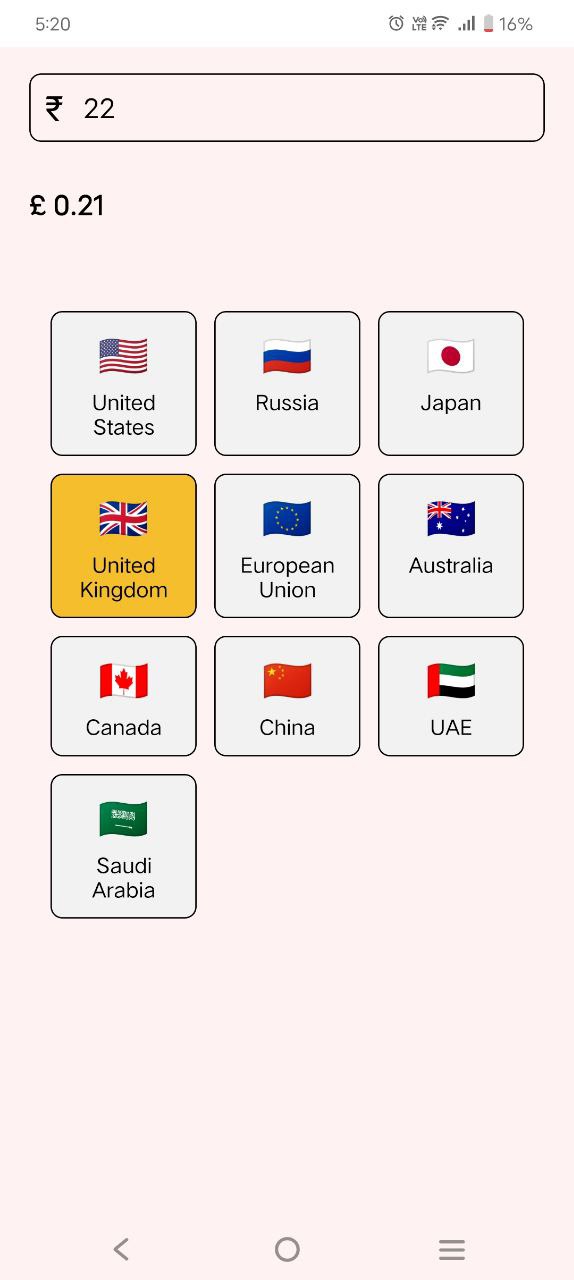 5:20
Vo) LTE 16%
₹ 22
£ 0.21
United
States
Russia
Japan
United
Kingdom
European
Union
Australia
Canada
China
UAE
Saudi
Arabia